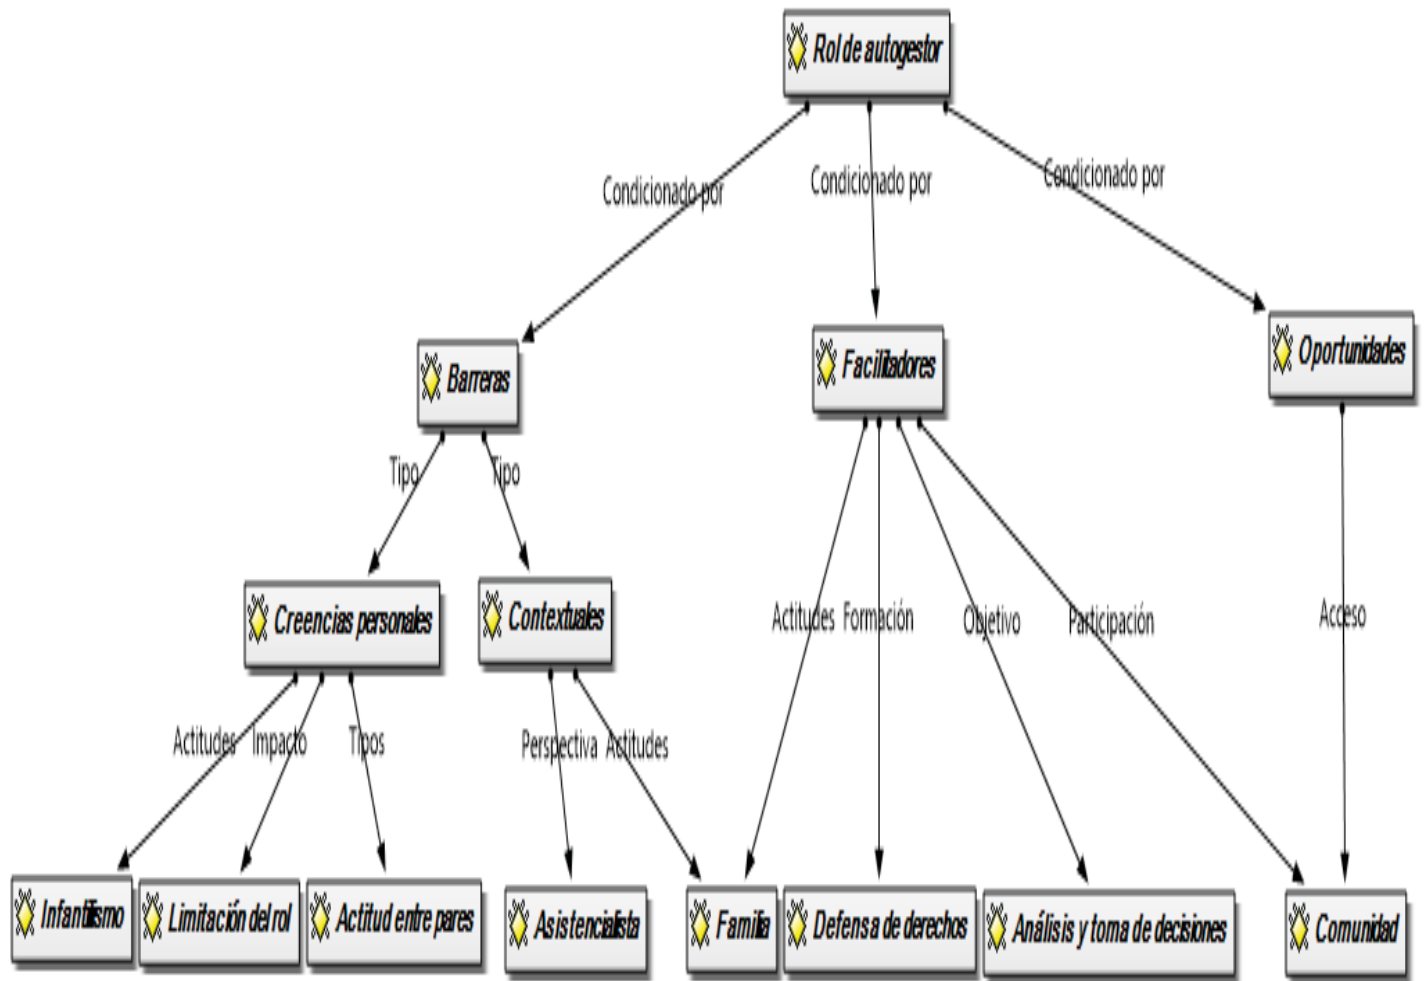 Rol de autogestor
Condicionado por
Condicionado por
Condicionado por
Barreras
Facilitadores
Oportunidades
Tipo
Tipo
Creencias personales
Contextuales
Actitudes
Formación
Objetivo
Participación
Acceso
Actitudes
Impacto
Tipos
Perspectiva
Actitudes
Infantilismo
Limitación del rol
Actitud entre pares
Asistencialista
Familia
Defensa de derechos
Análisis y toma de decisiones
Comunidad